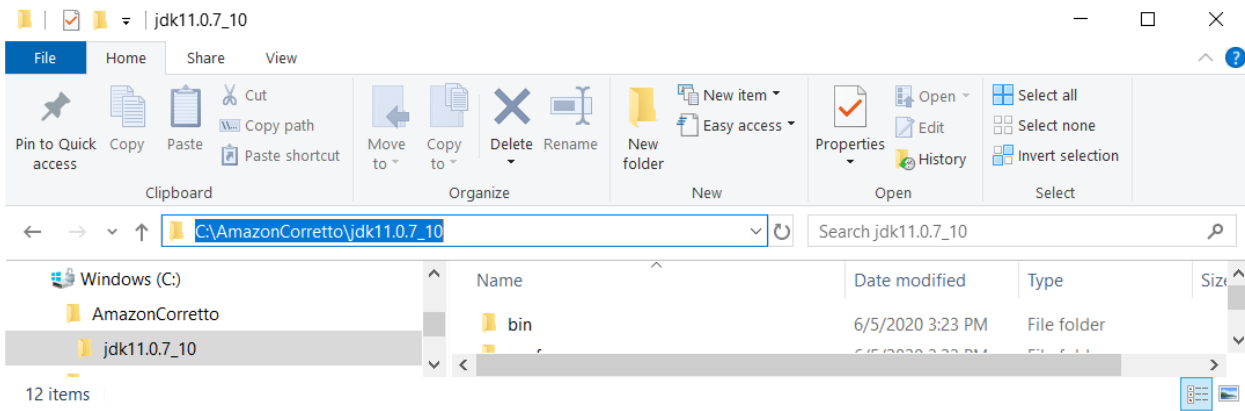 jdk11.0.7_10
File Home Share View
Pin to Quick access
Copy
Paste
Cut
Copy path
Paste shortcut
Clipboard
Move to
Copy to
Delete
Rename
Organize
New folder
New item
Easy access
New
Properties
Open
Edit
History
Open
Select all
Select none
Invert selection
Select
C:\AmazonCorretto\jdk11.0.7_10
Search jdk11.0.7_10
Windows (C:)
AmazonCorretto
jdk11.0.7_10
Name Date modified Type Size
bin 6/5/2020 3:23 PM File folder
12 items